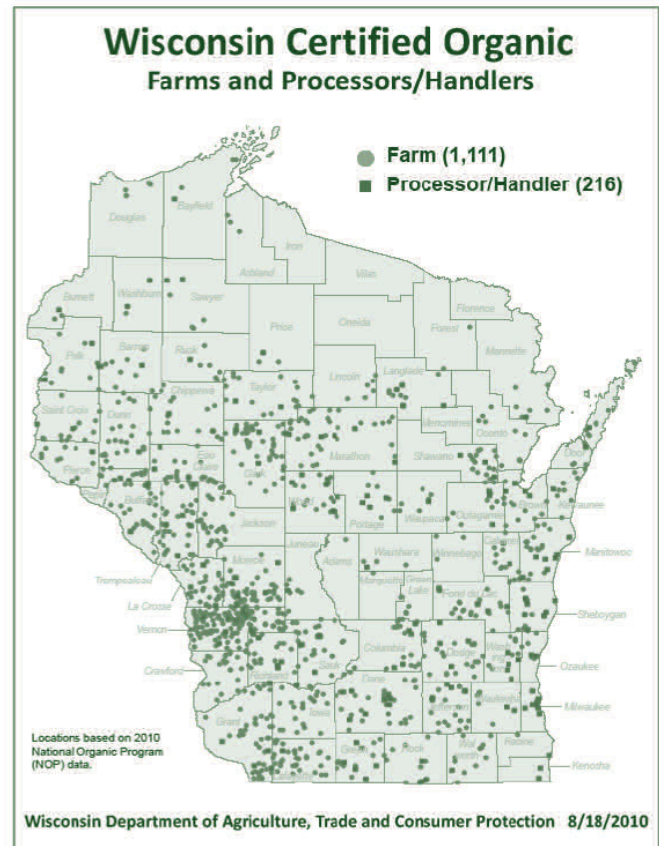 Wisconsin Certified Organic
Farms and Processors/Handlers
Farm (1,111)
Processor/Handler (216)
Douglas
Bayfield
Ashland
Iron
Vilas
Burnett
Washburn
Sawyer
Price
Oneida
Forest
Florence
Marinette
Polk
Barron
Rusk
Lincoln
Langlade
Taylor
Chippewa
Saint Croix
Dunn
Menominee
Oconto
Marathon
Shawano
Door
Pierce
Pepin
Eau
Claire
Clark
Buffalo
Wood
Portage
Waupaca
Outagamie
Brown
Kewaunee
Jackson
Juneau
Adams
Waushara
Winnebago
Calumet
Manitowoc
Trempealeau
Monroe
Marquette
Green
Lake
Fond du Lac
La Crosse
Sheboygan
Vernon
Columbia
Dodge
Ozaukee
Crawford
Richland
Sauk
Dane
Jefferson
Waukesha
Milwaukee
Grant
Iowa
Locations based on 2010
National Organic Program
(NOP) data.
Lafayette
Green
Rock
Wal
worth
Racine
Kenosha
Wisconsin Department of Agriculture, Trade and Consumer Protection 8/18/2010